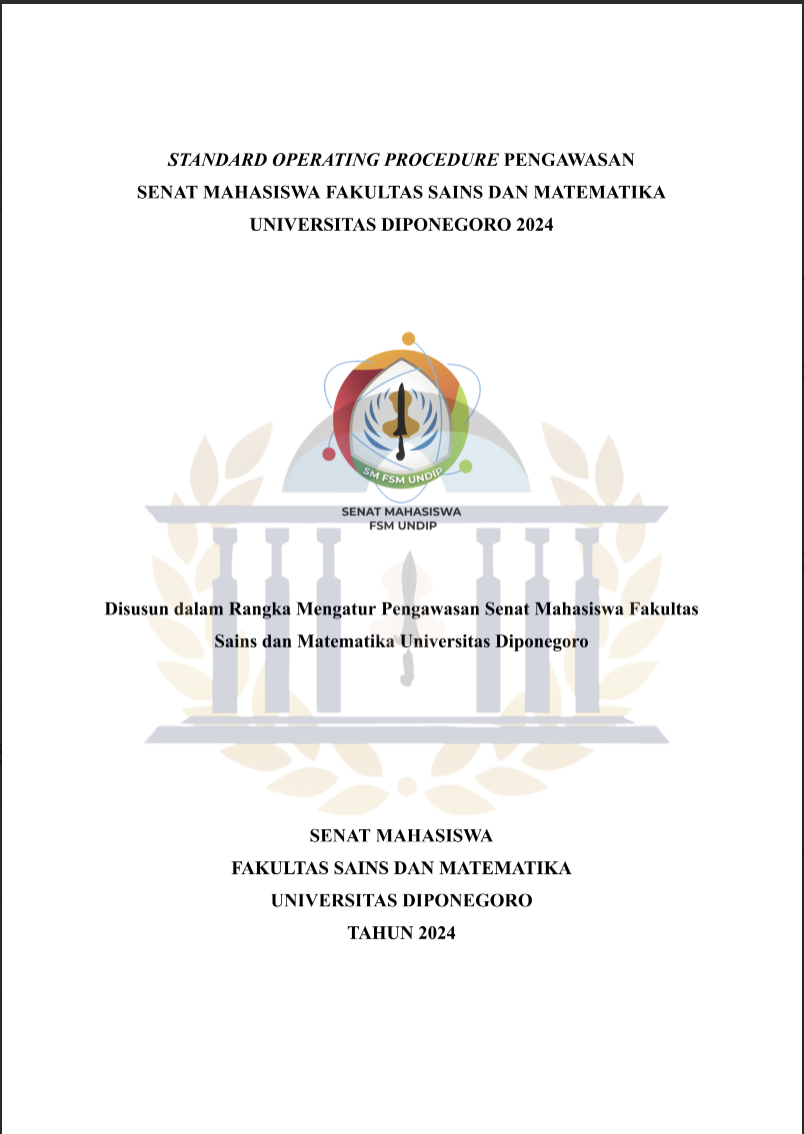 STANDARD OPERATING PROCEDURE PENGAWASAN
SENAT MAHASISWA FAKULTAS SAINS DAN MATEMATIKA
UNIVERSITAS DIPONEGORO 2024
SM FSM UNDIP
SENAT MAHASISWA
FSM UNDIP
Disusun dalam Rangka Mengatur Pengawasan Senat Mahasiswa Fakultas
Sains dan Matematika Universitas Diponegoro
SENAT MAHASISWA
FAKULTAS SAINS DAN MATEMATIKA
UNIVERSITAS DIPONEGORO
TAHUN 2024